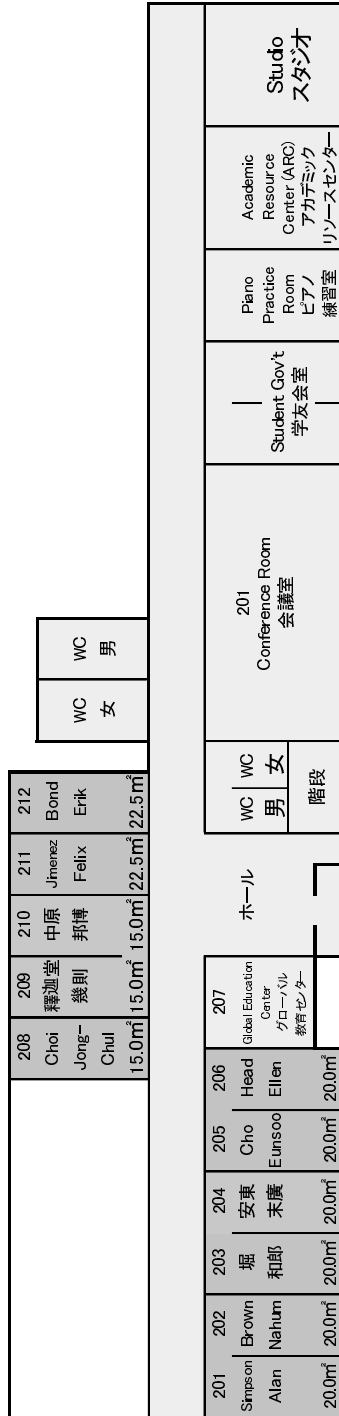 Studio
スタジオ
Academic
Resource
Center (ARC)
アカデミック
リソースセンター
Piano
Practice
Room
ピアノ
練習室
Student Gov't
学友会室
201
Conference Room
会議室
WC
男
WC
女
WC
女
WC
男
階段
ホール
212
Bond
Erik
22.5㎡
211
Jimenez
Felix
22.5㎡
210
中原
邦博
15.0㎡
209
釋迦堂
幾則
15.0㎡
208
Choi
Jong-
Chul
15.0㎡
207
Global Education
Center
グローバル
教育センター
206
Head
Ellen
20.0㎡
205
Cho
Eunsoo
20.0㎡
204
安東
末廣
20.0㎡
203
堀
和郎
20.0㎡
202
Brown
Nahum
20.0㎡
201
Simpson
Alan
20.0㎡